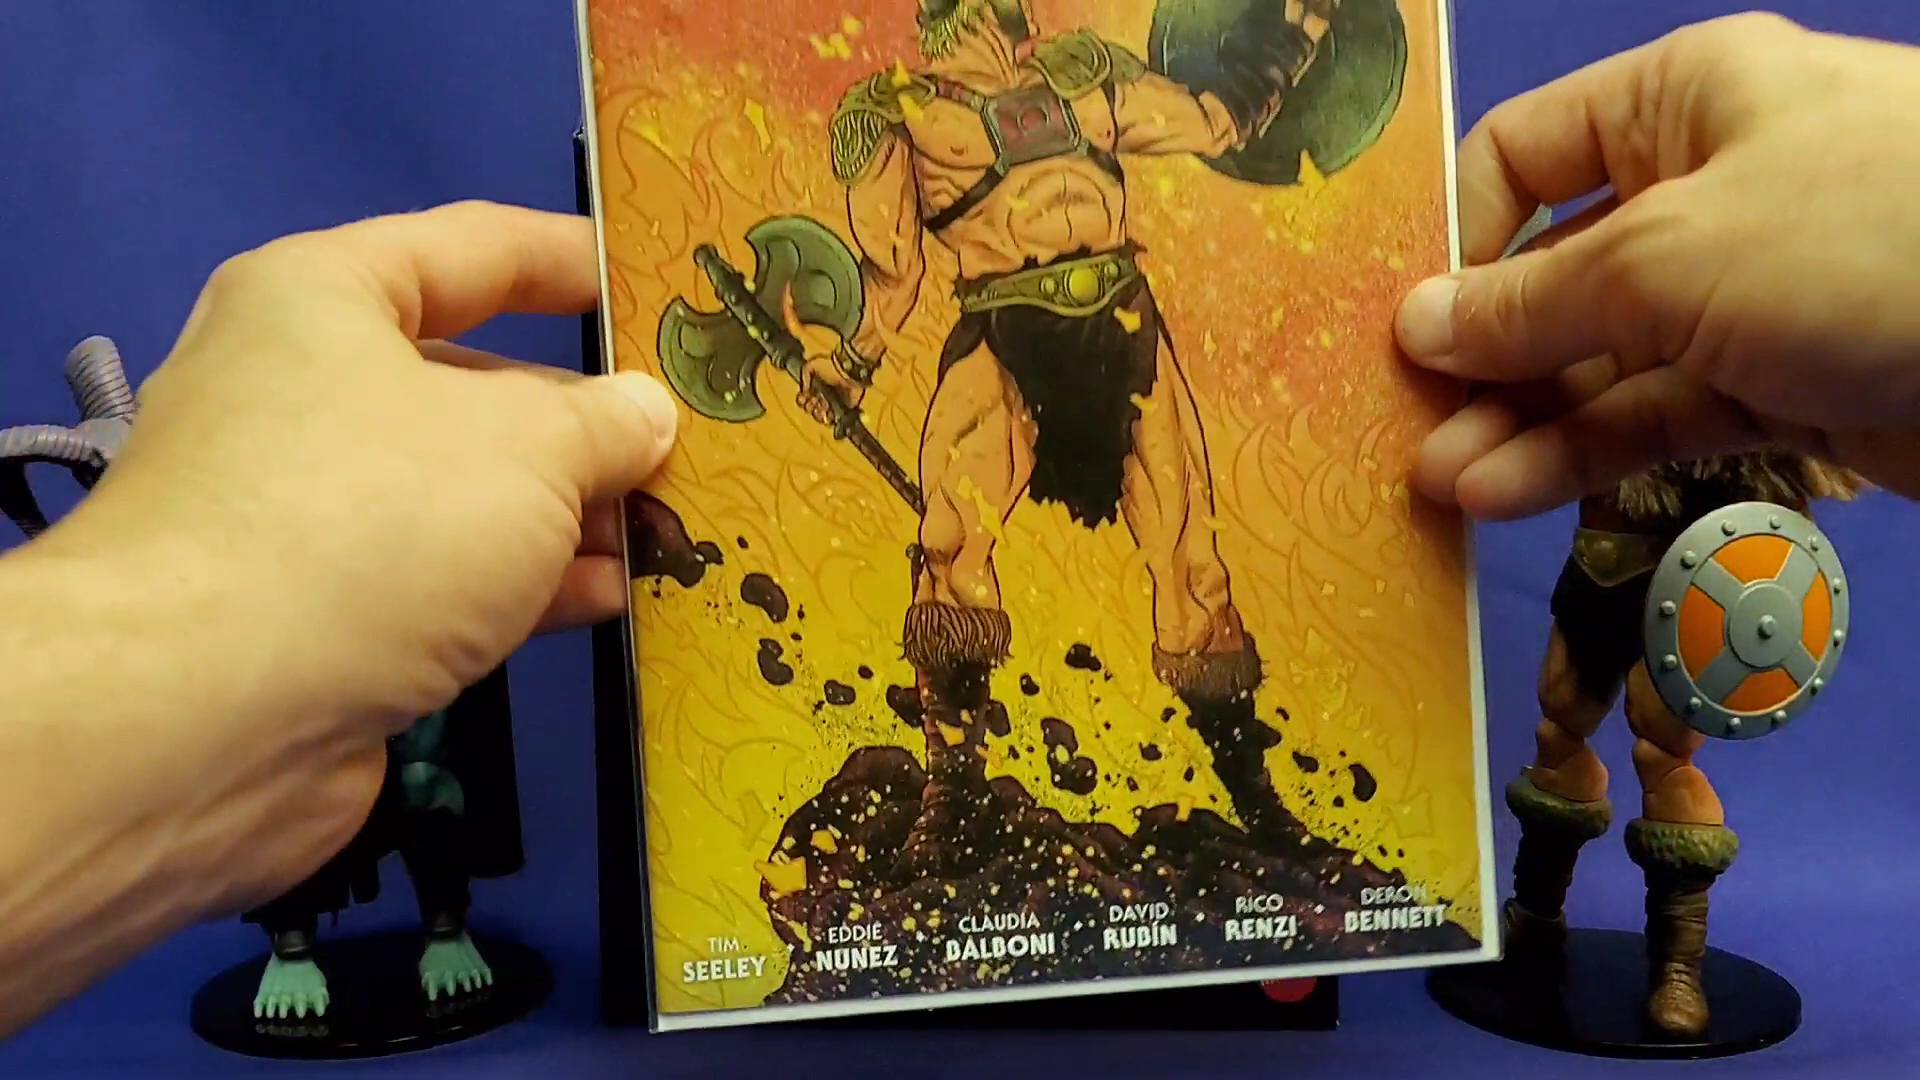 TIM SEELEY • EDDIE NUNEZ • CLAUDIA BALBONI • DAVID RUBÍN • RICO RENZI • DERON BENNETT